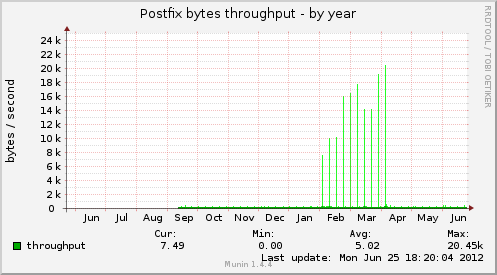 Postfix bytes throughput - by year
RRDTOOL / TOBI OETIKER
bytes / second
24 k
22 k
20 k
18 k
16 k
14 k
12 k
10 k
8 k
6 k
4 k
2 k
0
Jun Jul Aug Sep Oct Nov Dec Jan Feb Mar Apr May Jun
Cur: Min: Avg: Max:
throughput 7.49 0.00 5.02 20.45k
Last update: Mon Jun 25 18:20:04 2012
Munin 1.4.4